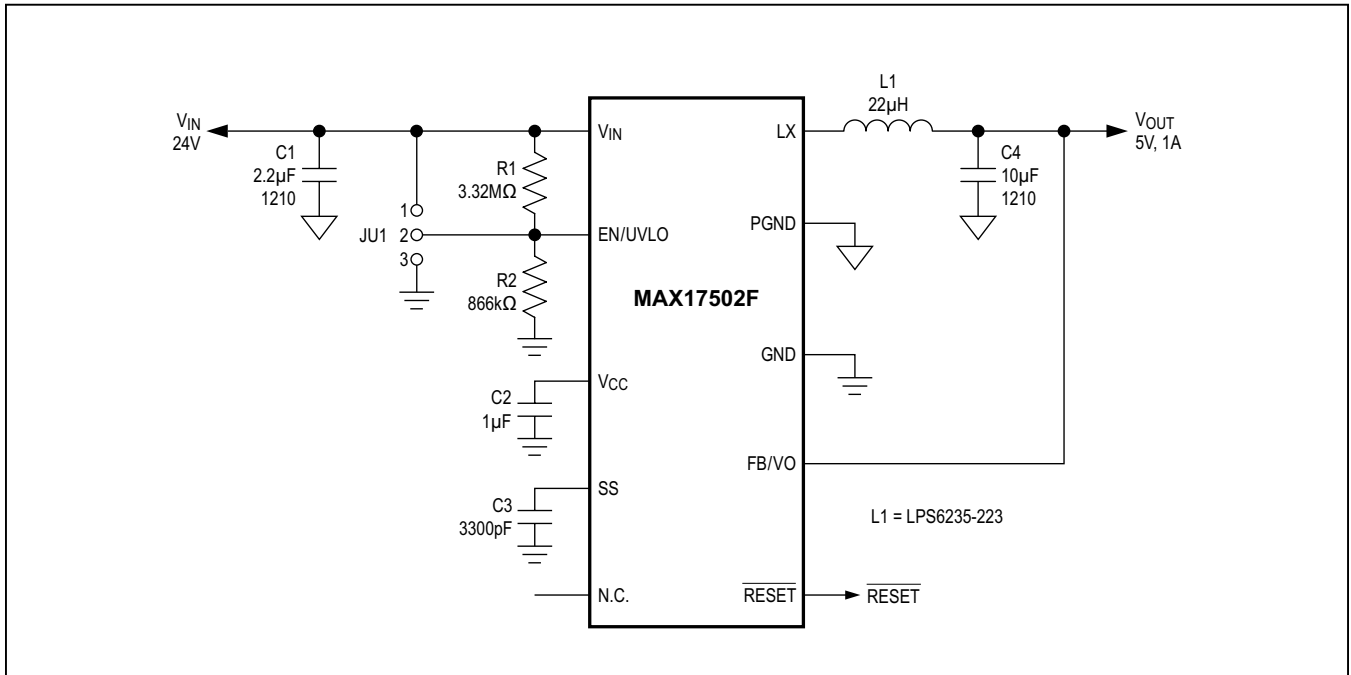 VIN
24V
C1
2.2µF
1210
JU1
1
2
3
R1
3.32MΩ
R2
866kΩ
C2
1µF
C3
3300pF
VIN
EN/UVLO
VCC
SS
N.C.
MAX17502F
LX
PGND
GND
FB/VO
RESET
L1
22µH
C4
10µF
1210
VOUT
5V, 1A
L1 = LPS6235-223
RESET